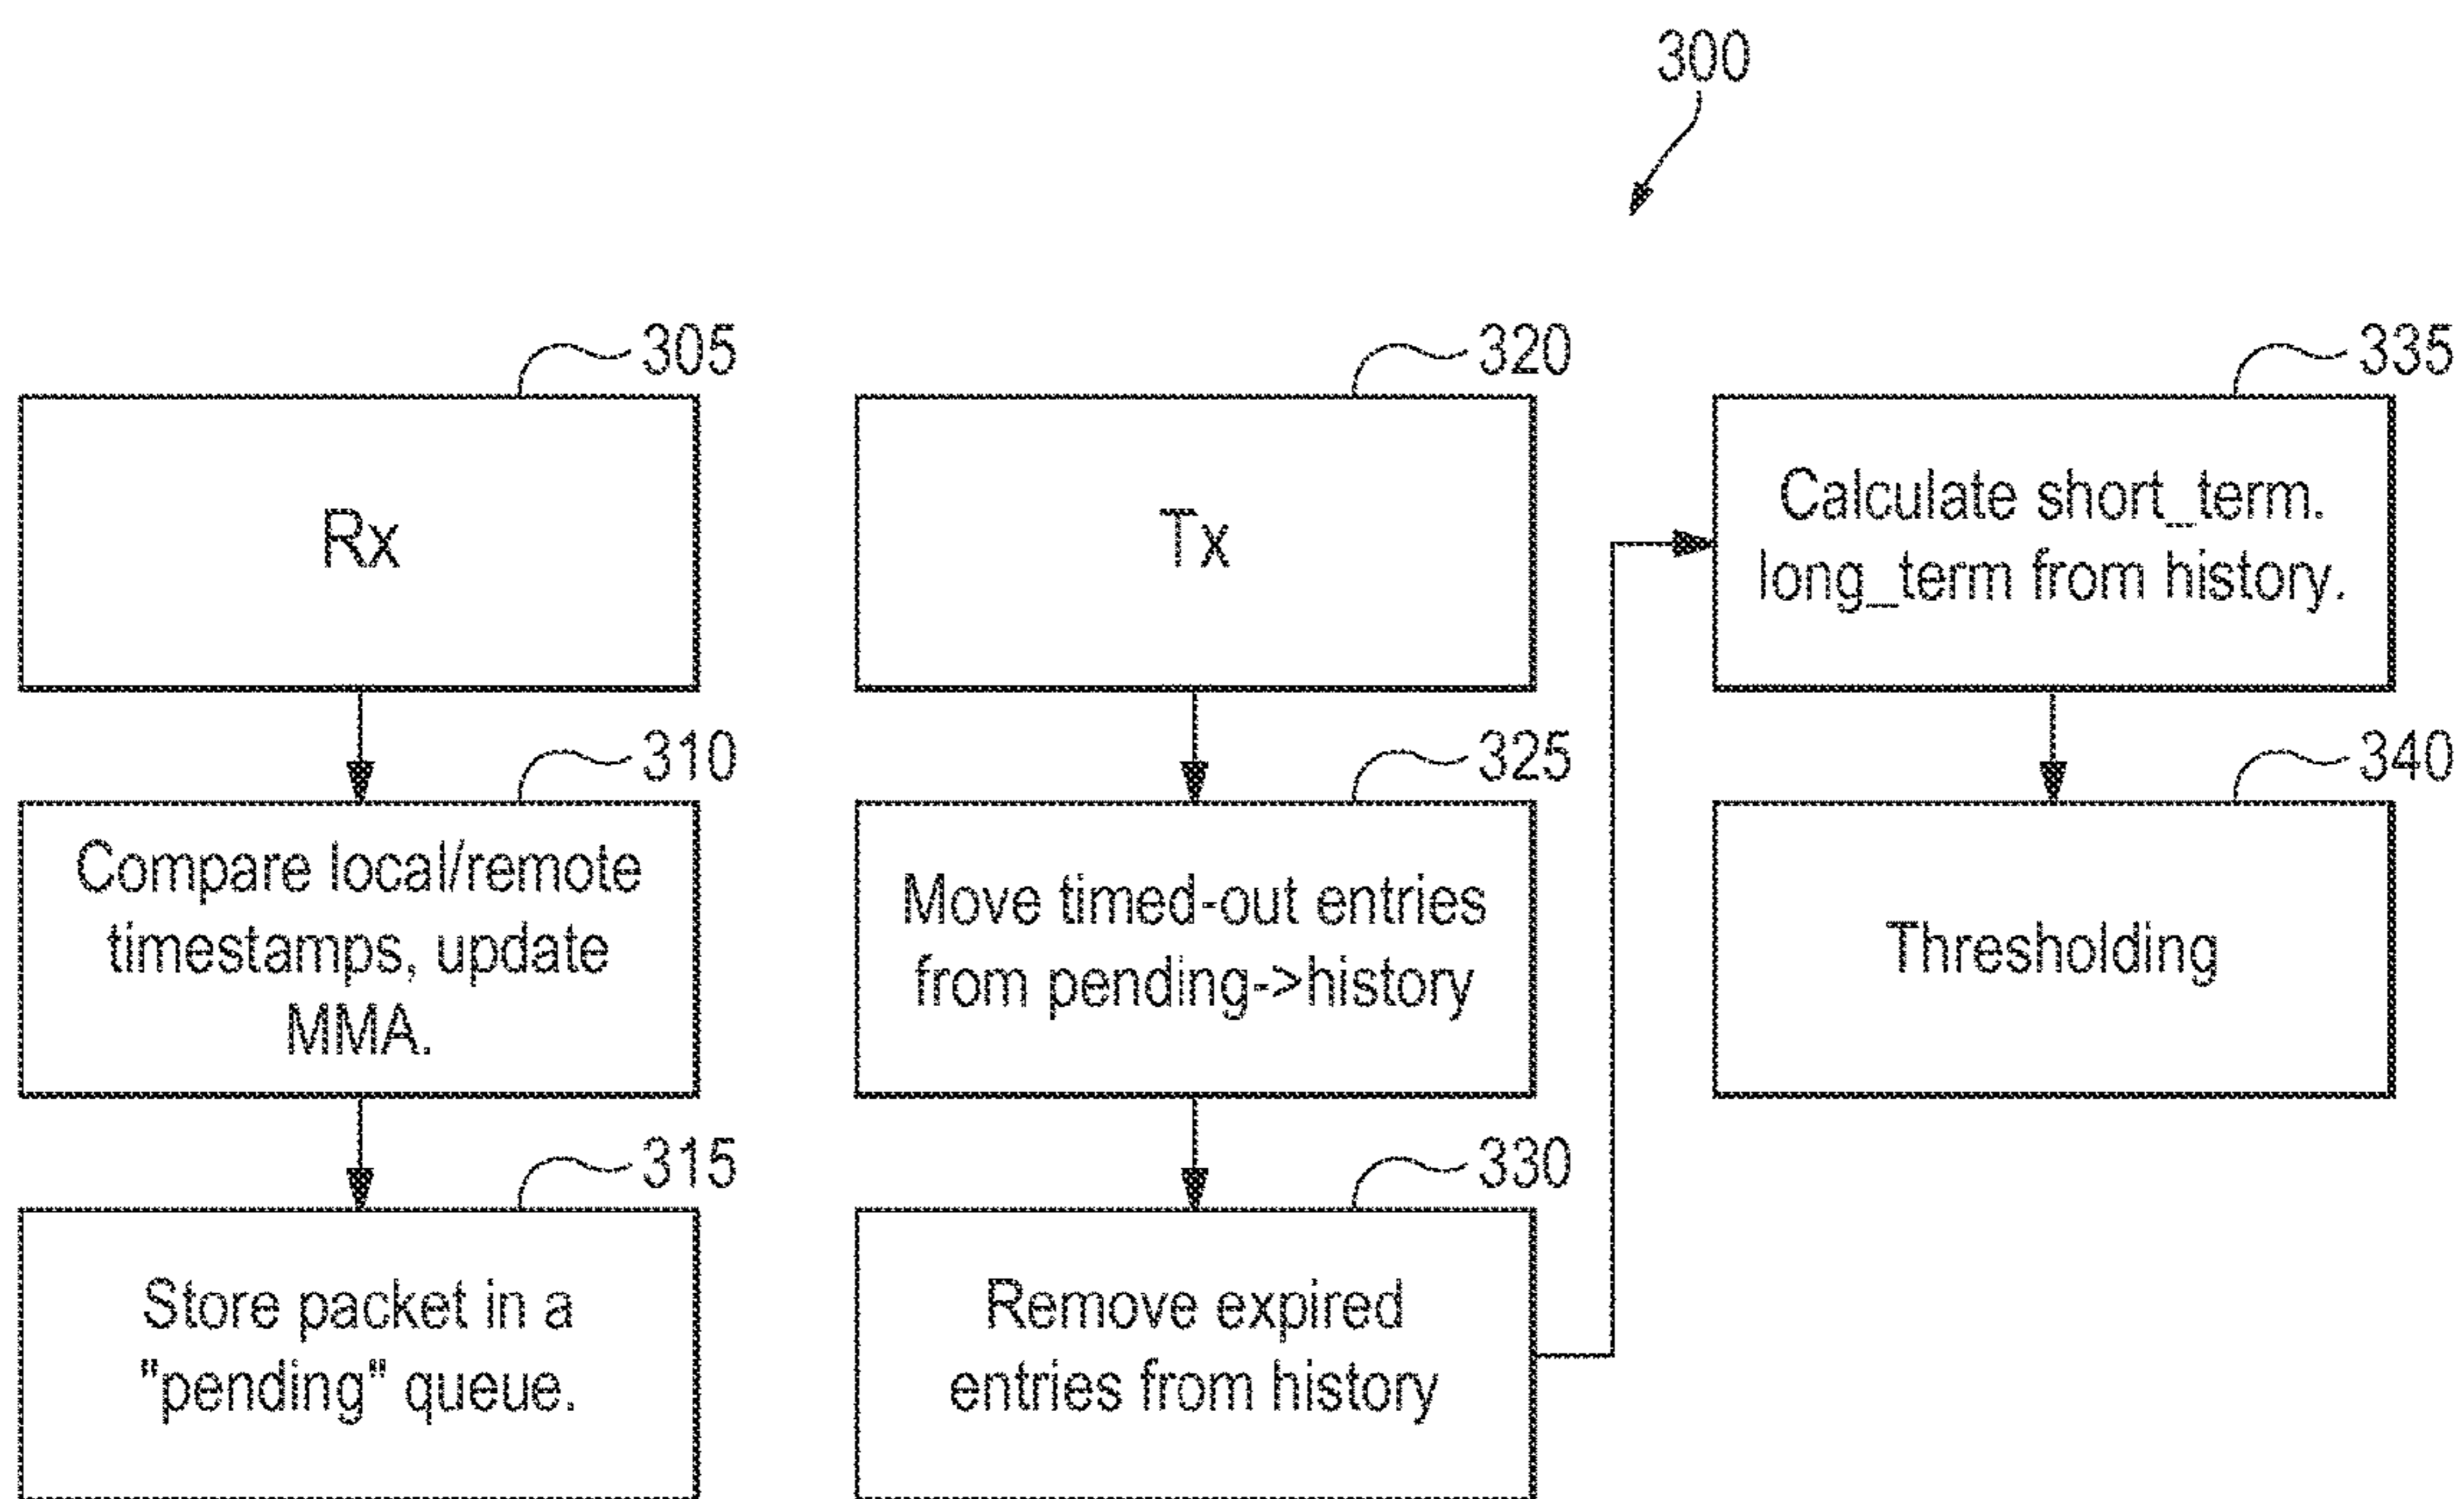 300
305
Rx
310
Compare local/remote
timestamps, update
MMA.
315
Store packet in a
"pending" queue.
320
Tx
325
Move timed-out entries
from pending->history
330
Remove expired
entries from history
335
Calculate short_term.
long_term from history.
340
Thresholding